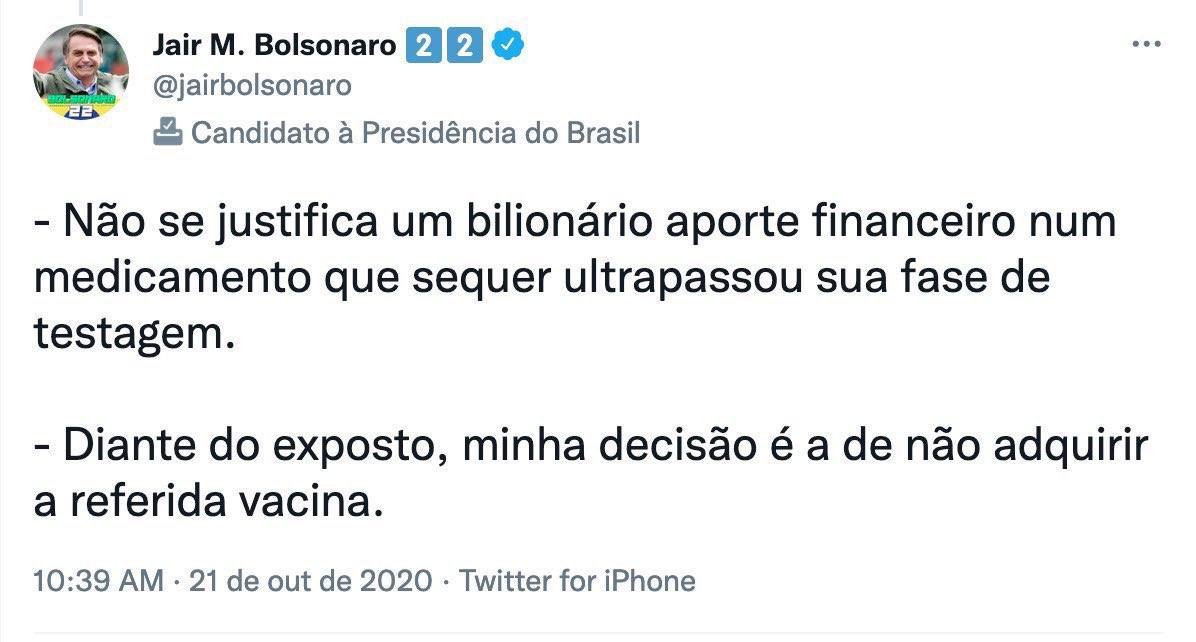 Jair M. Bolsonaro 2️⃣2️⃣
@jairbolsonaro
Candidato à Presidência do Brasil
BOLSONARO
22
- Não se justifica um bilionário aporte financeiro num
medicamento que sequer ultrapassou sua fase de
testagem.
- Diante do exposto, minha decisão é a de não adquirir
a referida vacina.
10:39 AM · 21 de out de 2020 · Twitter for iPhone